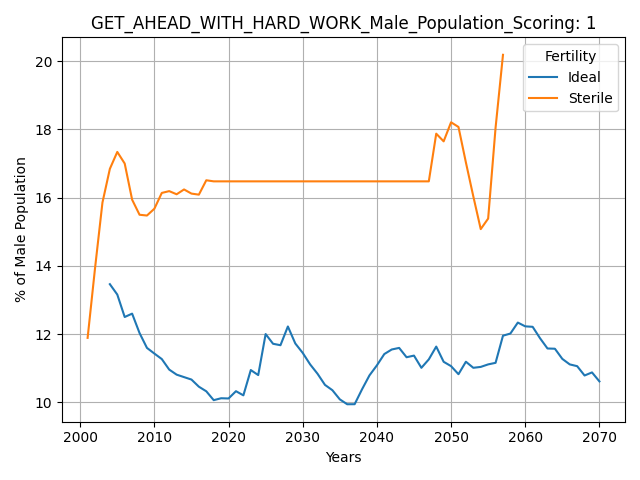 GET_AHEAD_WITH_HARD_WORK_Male_Population_Scoring: 1
Fertility
Ideal
Sterile
% of Male Population
20
18
16
14
12
10
2000 2010 2020 2030 2040 2050 2060 2070
Years